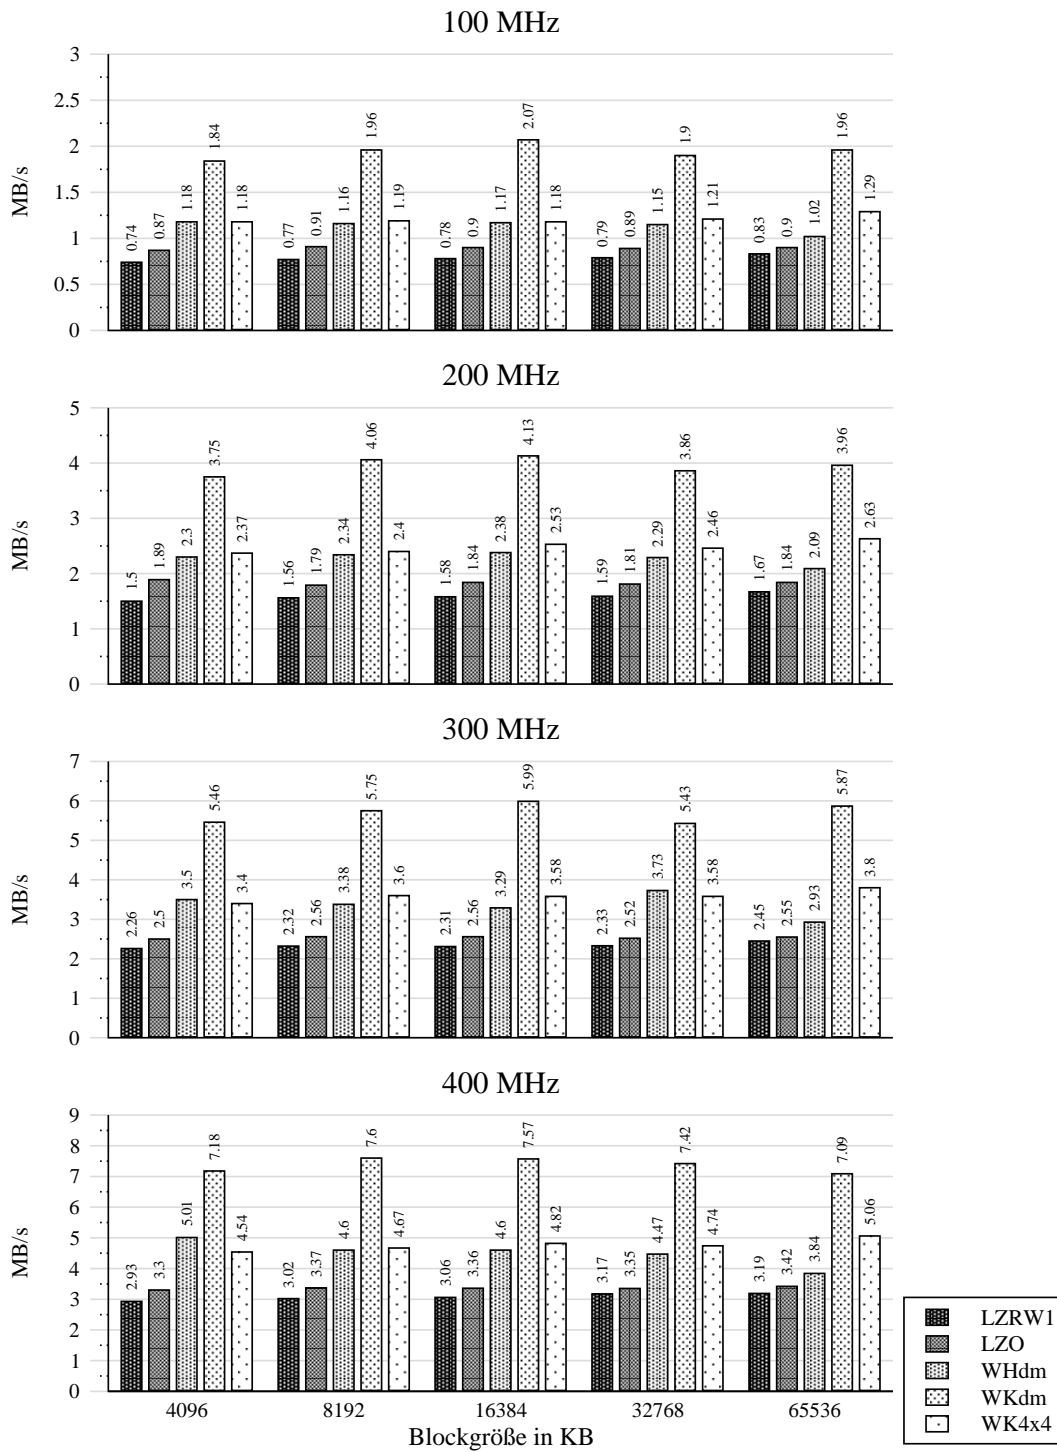 100 MHz
MB/s
3
2.5
2
1.5
1
0.5
0
0.74 0.87 1.18 1.84 1.18
0.77 0.91 1.16 1.96 1.19
0.78 0.9 1.17 2.07 1.18
0.79 0.89 1.15 1.9 1.21
0.83 0.9 1.02 1.96 1.29
200 MHz
MB/s
5
4
3
2
1
0
1.5 1.89 2.3 3.75 2.37
1.56 1.79 2.34 4.06 2.4
1.58 1.84 2.38 4.13 2.53
1.59 1.81 2.29 3.86 2.46
1.67 1.84 2.09 3.96 2.63
300 MHz
MB/s
7
6
5
4
3
2
1
0
2.26 2.5 3.5 5.46 3.4
2.32 2.56 3.38 5.75 3.6
2.31 2.56 3.29 5.99 3.58
2.33 2.52 3.73 5.43 3.58
2.45 2.55 2.93 5.87 3.8
400 MHz
MB/s
9
8
7
6
5
4
3
2
1
0
2.93 3.3 5.01 7.18 4.54
3.02 3.37 4.6 7.6 4.67
3.06 3.36 4.6 7.57 4.82
3.17 3.35 4.47 7.42 4.74
3.19 3.42 3.84 7.09 5.06
4096 8192 16384 32768 65536
Blockgröße in KB
LZRW1
LZO
WHdm
WKdm
WK4x4